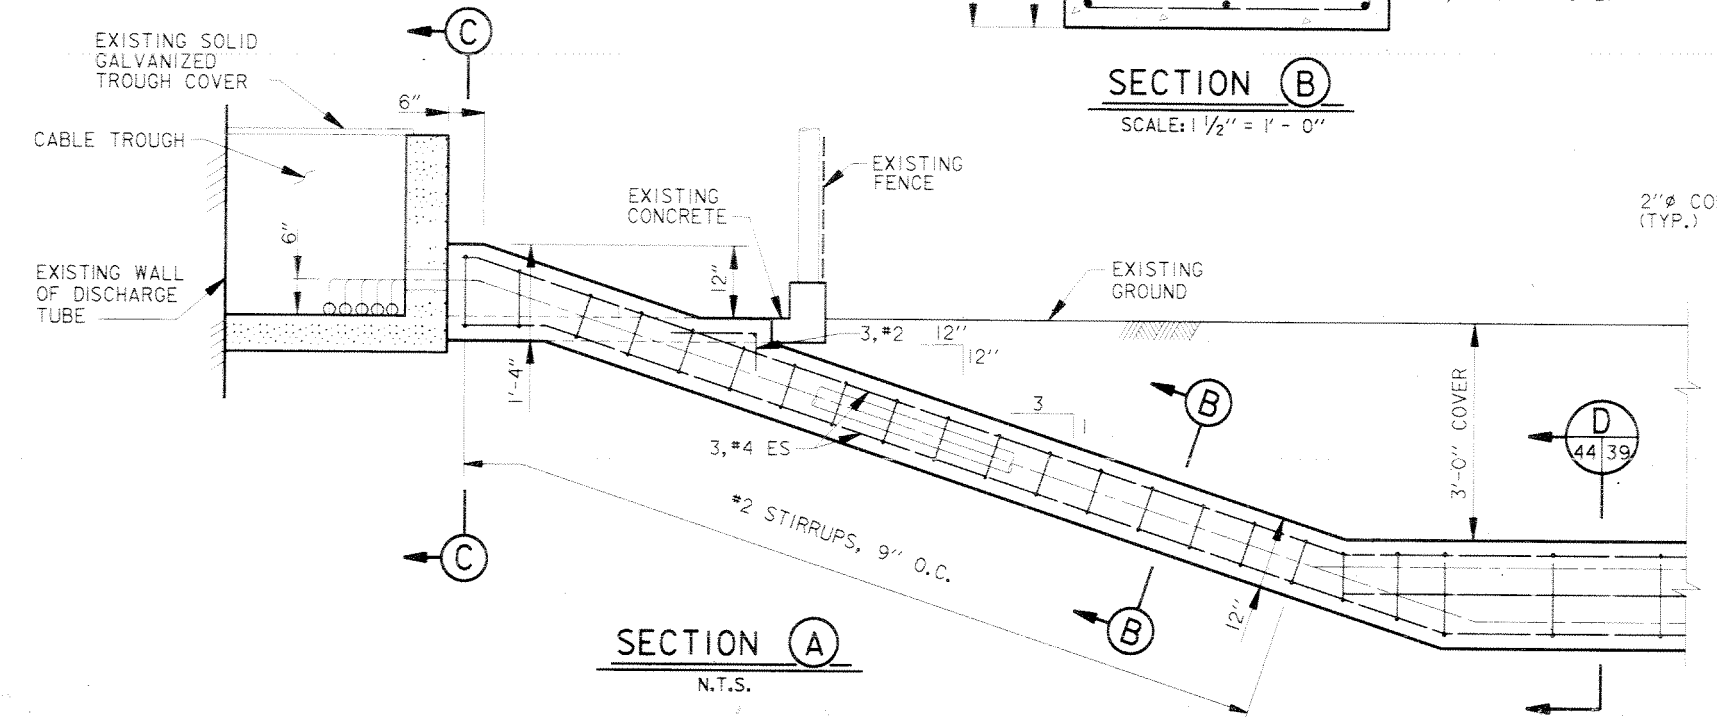 EXISTING SOLID
GALVANIZED
TROUGH COVER
C
6"
SECTION B
SCALE: 1 1/2" = 1' - 0"
CABLE TROUGH
EXISTING
FENCE
EXISTING
CONCRETE
2"ø CO
(TYP.)
6"
12"
EXISTING WALL
OF DISCHARGE
TUBE
EXISTING
GROUND
3, #2
12"
12"
1'-4"
3
1
B
3'-0" COVER
D
44 39
3, #4 ES
#2 STIRRUPS, 9" O.C.
C
12"
B
SECTION A
N.T.S.